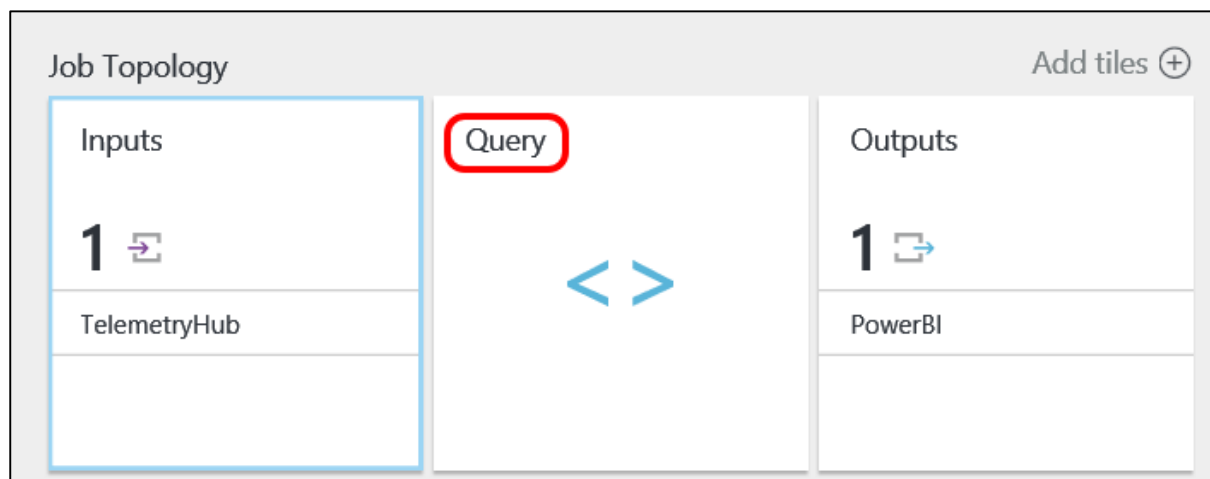 Job Topology
Add tiles
Inputs
Query
Outputs
1
1
< >
TelemetryHub
PowerBI